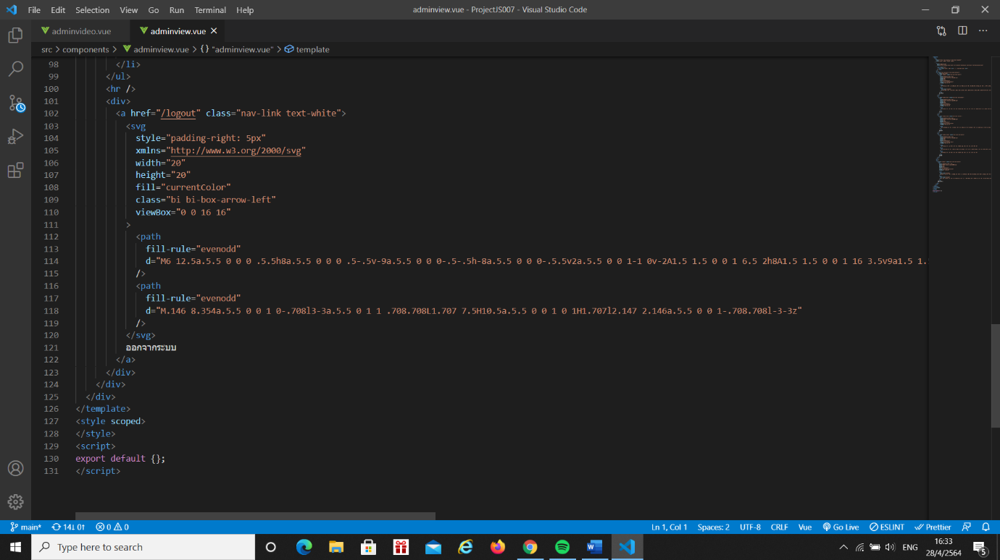 File Edit Selection View Go Run Terminal Help
adminview.vue - ProjectJS007 - Visual Studio Code
adminvideo.vue
adminview.vue
src > components > adminview.vue > {} "adminview.vue" > template
98 </li>
99 </ul>
100 <hr />
101 <div>
102 <a href="/logout" class="nav-link text-white">
103 <svg
104 style="padding-right: 5px"
105 xmlns="http://www.w3.org/2000/svg"
106 width="20"
107 height="20"
108 fill="currentColor"
109 class="bi bi-box-arrow-left"
110 viewBox="0 0 16 16"
111 >
112 <path
113 fill-rule="evenodd"
114 d="M6 12.5a.5.5 0 0 0 .5.5h8a.5.5 0 0 0 .5-.5v-9a.5.5 0 0 0-.5-.5h-8a.5.5 0 0 0-.5.5v2a.5.5 0 0 1-1 0v-2A1.5 1.5 0 0 1 6.5 2h8A1.5 1.5 0 0 1 16 3.5v9a1.5 1.
115 />
116 <path
117 fill-rule="evenodd"
118 d="M.146 8.354a.5.5 0 0 1 0-.708l3-3a.5.5 0 1 1 .708.708L1.707 7.5H10.5a.5.5 0 0 1 0 1H1.707l2.147 2.146a.5.5 0 0 1-.708.708l-3-3z"
119 />
120 </svg>
121 ออกจากระบบ
122 </a>
123 </div>
124 </div>
125 </div>
126 </template>
127 <style scoped>
128 </style>
129 <script>
130 export default {};
131 </script>
main* 14↓ 0↑ 0 0
Ln 1, Col 1 Spaces: 2 UTF-8 CRLF Vue Go Live ESLINT Prettier
Type here to search
ENG
16:33
28/4/2564
5